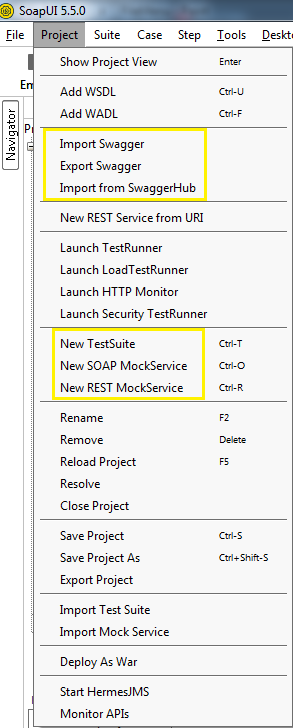 SoapUI 5.5.0
File Project Suite Case Step Tools Deskto
Show Project View Enter
En
Add WSDL Ctrl-U
Add WADL Ctrl-F
Navigator
Pr
Import Swagger
Export Swagger
Import from SwaggerHub
New REST Service from URI
Launch TestRunner
Launch LoadTestRunner
Launch HTTP Monitor
Launch Security TestRunner
New TestSuite Ctrl-T
New SOAP MockService Ctrl-O
New REST MockService Ctrl-R
Rename F2
Remove Delete
Reload Project F5
Resolve
Close Project
Save Project Ctrl-S
Save Project As Ctrl+Shift-S
Export Project
Import Test Suite
Import Mock Service
Deploy As War
Start HermesJMS
Monitor APIs